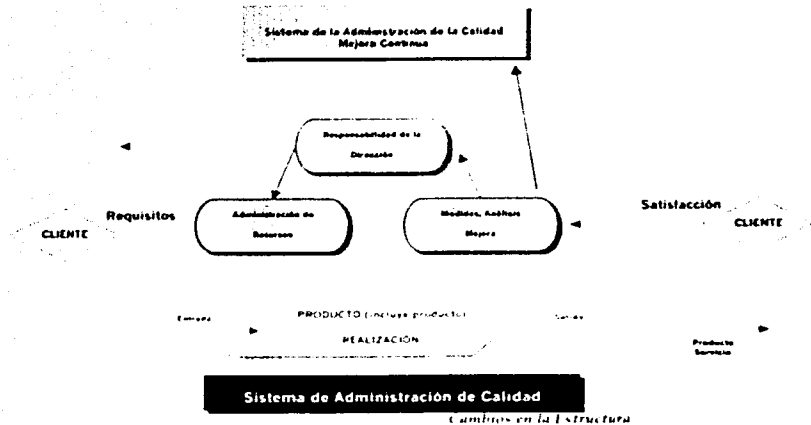 Sistema de la Administración de la Calidad
Mejora Continua
Responsabilidad de la
Dirección
Requisitos
Administración de
Recursos
Medidas, Análisis
Mejora
Satisfacción
CLIENTE
CLIENTE
Entrada
PRODUCTO (incluye producto)
Salida
REALIZACIÓN
Producto
Servicio
Sistema de Administración de Calidad
Cambios en la Estructura